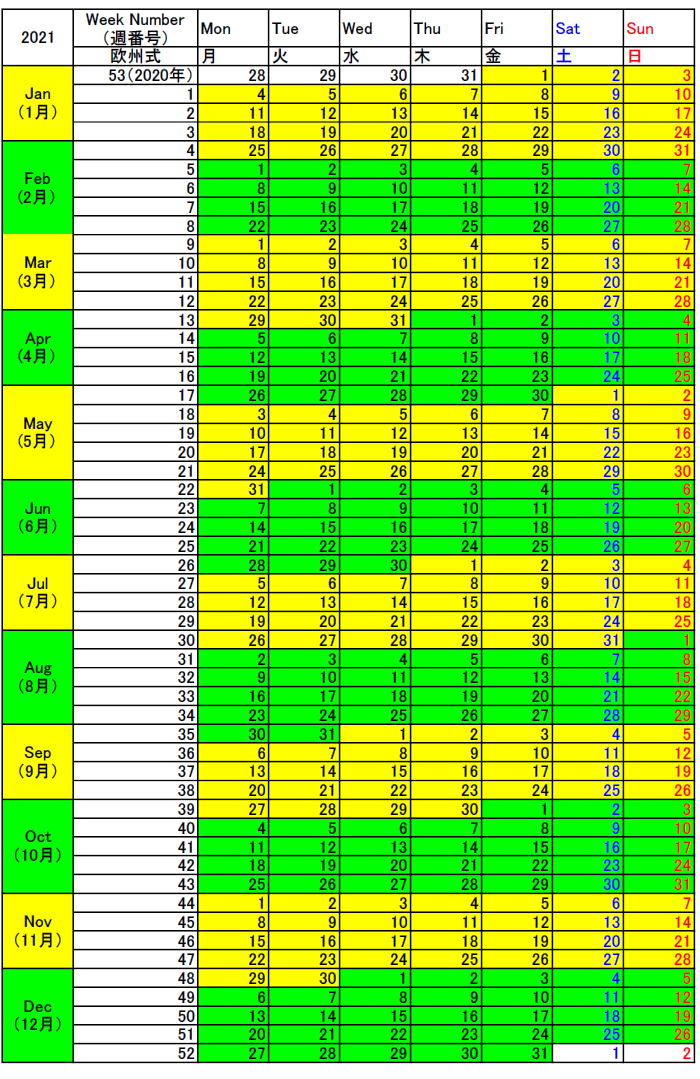 2021 Week Number Mon Tue Wed Thu Fri Sat Sun
(週番号)
欧州式 月 火 水 木 金 土 日
Jan
(1月)
53(2020年) 28 29 30 31 1 2 3
1 4 5 6 7 8 9 10
2 11 12 13 14 15 16 17
3 18 19 20 21 22 23 24
Feb
(2月)
4 25 26 27 28 29 30 31
5 1 2 3 4 5 6 7
6 8 9 10 11 12 13 14
7 15 16 17 18 19 20 21
8 22 23 24 25 26 27 28
Mar
(3月)
9 1 2 3 4 5 6 7
10 8 9 10 11 12 13 14
11 15 16 17 18 19 20 21
12 22 23 24 25 26 27 28
Apr
(4月)
13 29 30 31 1 2 3 4
14 5 6 7 8 9 10 11
15 12 13 14 15 16 17 18
16 19 20 21 22 23 24 25
May
(5月)
17 26 27 28 29 30 1 2
18 3 4 5 6 7 8 9
19 10 11 12 13 14 15 16
20 17 18 19 20 21 22 23
21 24 25 26 27 28 29 30
Jun
(6月)
22 31 1 2 3 4 5 6
23 7 8 9 10 11 12 13
24 14 15 16 17 18 19 20
25 21 22 23 24 25 26 27
Jul
(7月)
26 28 29 30 1 2 3 4
27 5 6 7 8 9 10 11
28 12 13 14 15 16 17 18
29 19 20 21 22 23 24 25
Aug
(8月)
30 26 27 28 29 30 31 1
31 2 3 4 5 6 7 8
32 9 10 11 12 13 14 15
33 16 17 18 19 20 21 22
34 23 24 25 26 27 28 29
Sep
(9月)
35 30 31 1 2 3 4 5
36 6 7 8 9 10 11 12
37 13 14 15 16 17 18 19
38 20 21 22 23 24 25 26
Oct
(10月)
39 27 28 29 30 1 2 3
40 4 5 6 7 8 9 10
41 11 12 13 14 15 16 17
42 18 19 20 21 22 23 24
43 25 26 27 28 29 30 31
Nov
(11月)
44 1 2 3 4 5 6 7
45 8 9 10 11 12 13 14
46 15 16 17 18 19 20 21
47 22 23 24 25 26 27 28
Dec
(12月)
48 29 30 1 2 3 4 5
49 6 7 8 9 10 11 12
50 13 14 15 16 17 18 19
51 20 21 22 23 24 25 26
52 27 28 29 30 31 1 2